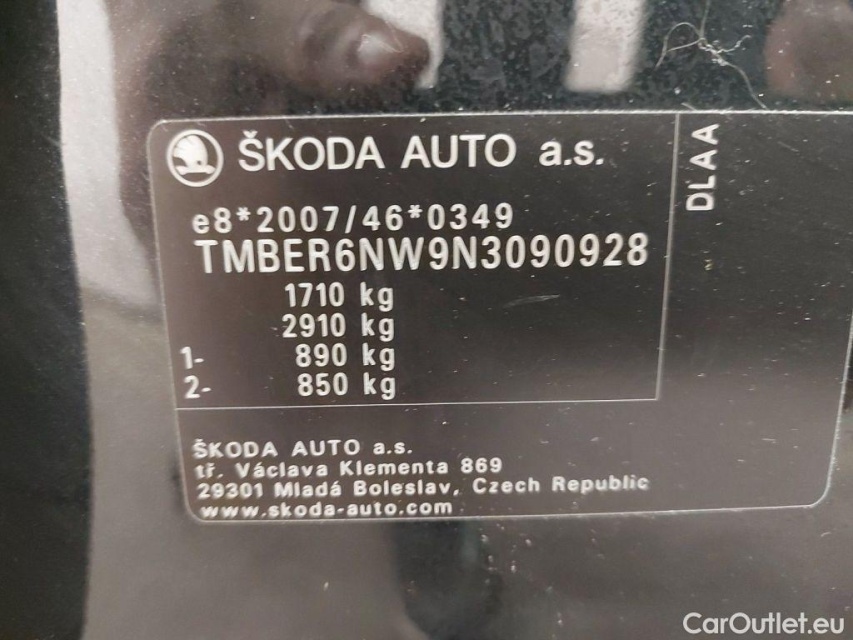 ŠKODA AUTO a.s.
DLAA
e8*2007/46*0349
TMBER6NW9N3090928
1710 kg
2910 kg
1- 890 kg
2- 850 kg
ŠKODA AUTO a.s.
tř. Václava Klementa 869
29301 Mladá Boleslav, Czech Republic
www.skoda-auto.com
CarOutlet.eu